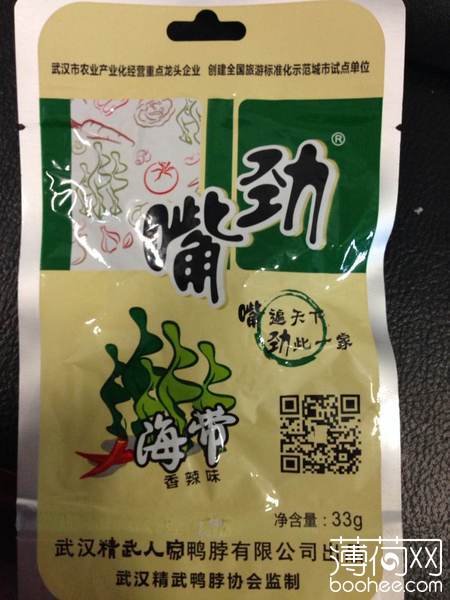 武汉市农业产业化经营重点龙头企业 创建全国旅游标准化示范城市试点单位
嘴劲®
嘴遍天下
劲此一家
海带
香辣味
净含量：33g
武汉精武人家鸭脖有限公司出品
武汉精武鸭脖协会监制
薄荷网
boohee.com